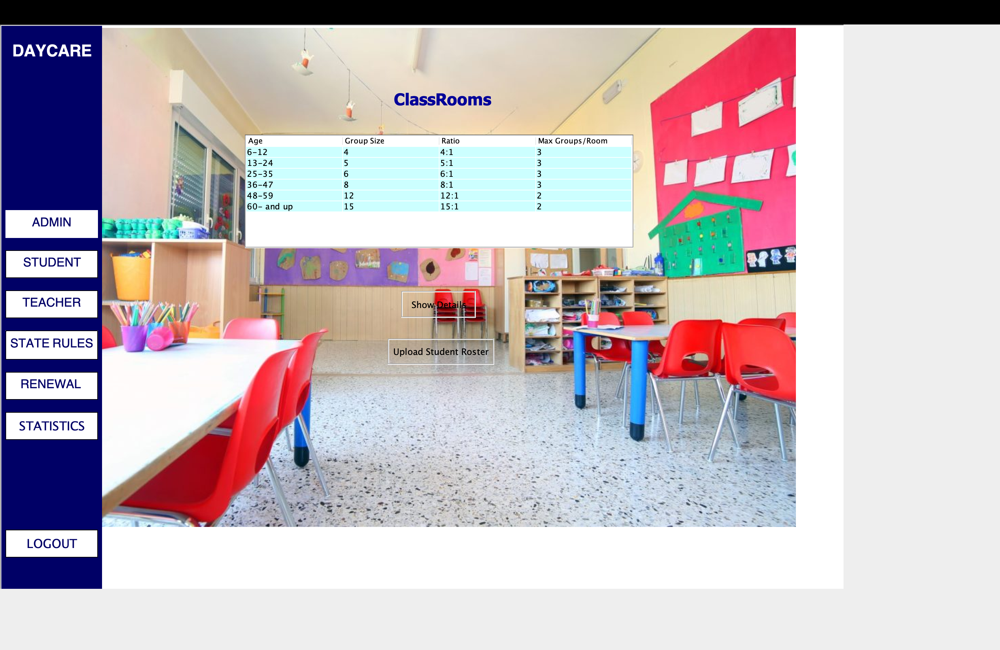 DAYCARE
ADMIN
STUDENT
TEACHER
STATE RULES
RENEWAL
STATISTICS
LOGOUT
ClassRooms
Age Group Size Ratio Max Groups/Room
6-12 4 4:1 3
13-24 5 5:1 3
25-35 6 6:1 3
36-47 8 8:1 3
48-59 12 12:1 2
60- and up 15 15:1 2
Show Details
Upload Student Roster